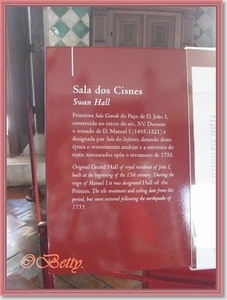 Sala dos Cisnes
Swan Hall
Primitiva Sala Grande do Paço de D. João I,
construída no início do séc. XV. Durante
o reinado de D. Manuel I (1495-1521) é
designada por Sala dos Infantes, datando desta
época o revestimento azulejar e a estrutura do
tecto, restaurados após o terramoto de 1755.
Original Grand Hall of royal residence of João I,
built at the beginning of the 15th century. During the
reign of Manuel I it was designated Hall of the
Princes. The tile revetment and ceiling date from this
period, but were restored following the earthquake of
1755.
©Betty.